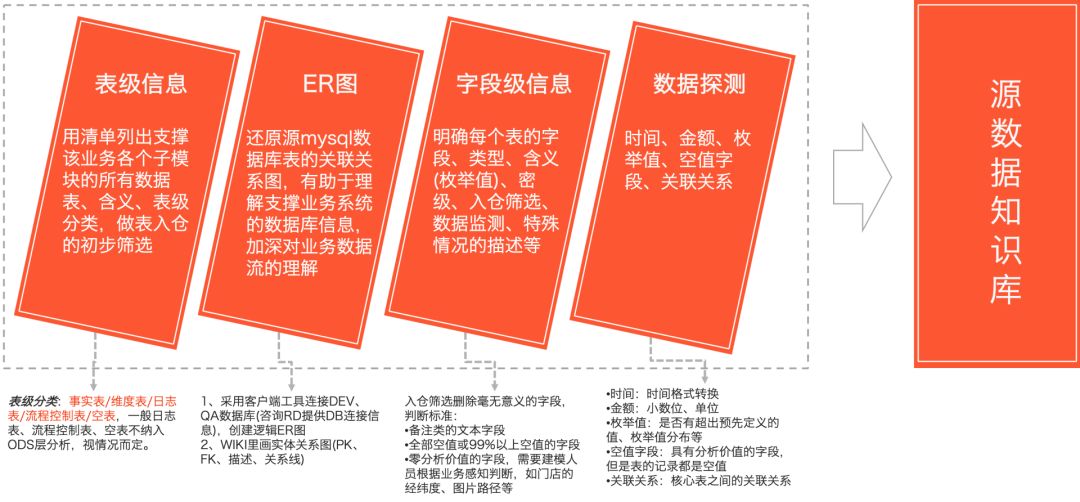 表级信息
用清单列出支撑
该业务各个子模
块的所有数据
表、含义、表级
分类，做表入仓
的初步筛选
ER图
还原源mysql数
据库表的关联关
系图，有助于理
解支撑业务系统
的数据库信息，
加深对业务数据
流的理解
字段级信息
明确每个表的字
段、类型、含义
(枚举值)、密
级、入仓筛选、
数据监测、特殊
情况的描述等
数据探测
时间、金额、枚
举值、空值字
段、关联关系
源数据知识库
表级分类：事实表/维度表/日志
表/流程控制表/空表，一般日志
表、流程控制表、空表不纳入
ODS层分析，视情况而定。
1、采用客户端工具连接DEV、
QA数据库(咨询RD提供DB连接信
息)，创建逻辑ER图
2、WIKI里画实体关系图(PK、
FK、描述、关系线)
入仓筛选删除毫无意义的字段，
判断标准：
•备注类的文本字段
•全部空值或99%以上空值的字段
•零分析价值的字段，需要建模人
员根据业务感知判断，如门店的
经纬度、图片路径等
•时间：时间格式转换
•金额：小数位、单位
•枚举值：是否有超出预先定义的
值、枚举值分布等
•空值字段：具有分析价值的字段，
但是表的记录都是空值
•关联关系：核心表之间的关联关系